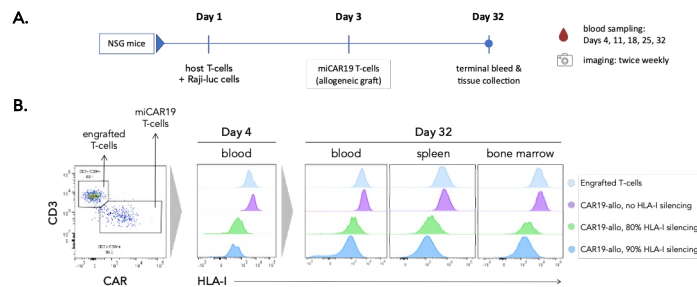 A.
Day 1
Day 3
Day 32
NSG mice
host T-cells
+ Raji-luc cells
miCAR19 T-cells
(allogeneic graft)
terminal bleed &
tissue collection
blood sampling:
Days 4, 11, 18, 25, 32
imaging: twice weekly
B.
miCAR19
T-cells
engrafted
T-cells
Day 4
Day 32
blood
blood
spleen
bone marrow
CD3
CAR
HLA-I
Engrafted T-cells
CAR19-allo, no HLA-I silencing
CAR19-allo, 80% HLA-I silencing
CAR19-allo, 90% HLA-I silencing